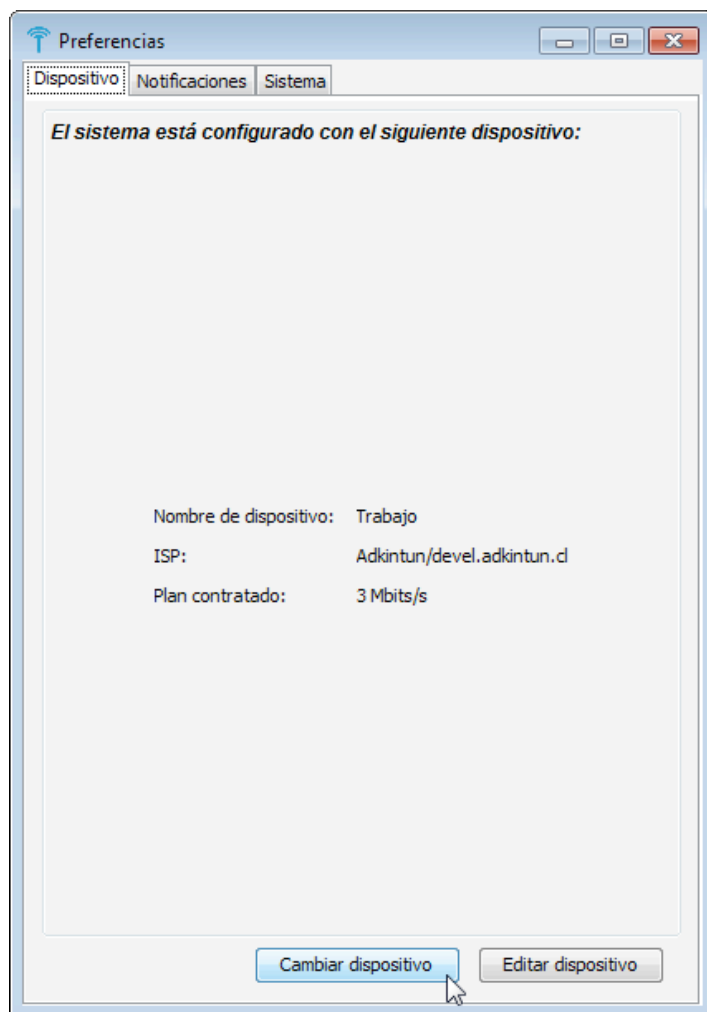 Preferencias
Dispositivo Notificaciones Sistema
El sistema está configurado con el siguiente dispositivo:
Nombre de dispositivo: Trabajo
ISP: Adkintun/devel.adkintun.cl
Plan contratado: 3 Mbits/s
Cambiar dispositivo Editar dispositivo